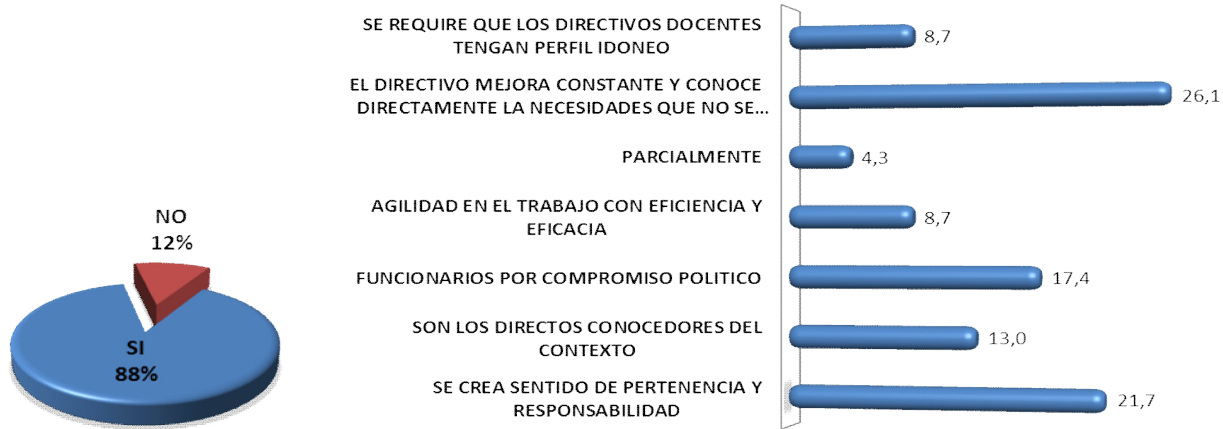 NO
12%
SI
88%
SE REQUIRE QUE LOS DIRECTIVOS DOCENTES
TENGAN PERFIL IDONEO
8,7
EL DIRECTIVO MEJORA CONSTANTE Y CONOCE
DIRECTAMENTE LA NECESIDADES QUE NO SE...
26,1
PARCIALMENTE
4,3
AGILIDAD EN EL TRABAJO CON EFICIENCIA Y
EFICACIA
8,7
FUNCIONARIOS POR COMPROMISO POLITICO
17,4
SON LOS DIRECTOS CONOCEDORES DEL
CONTEXTO
13,0
SE CREA SENTIDO DE PERTENENCIA Y
RESPONSABILIDAD
21,7